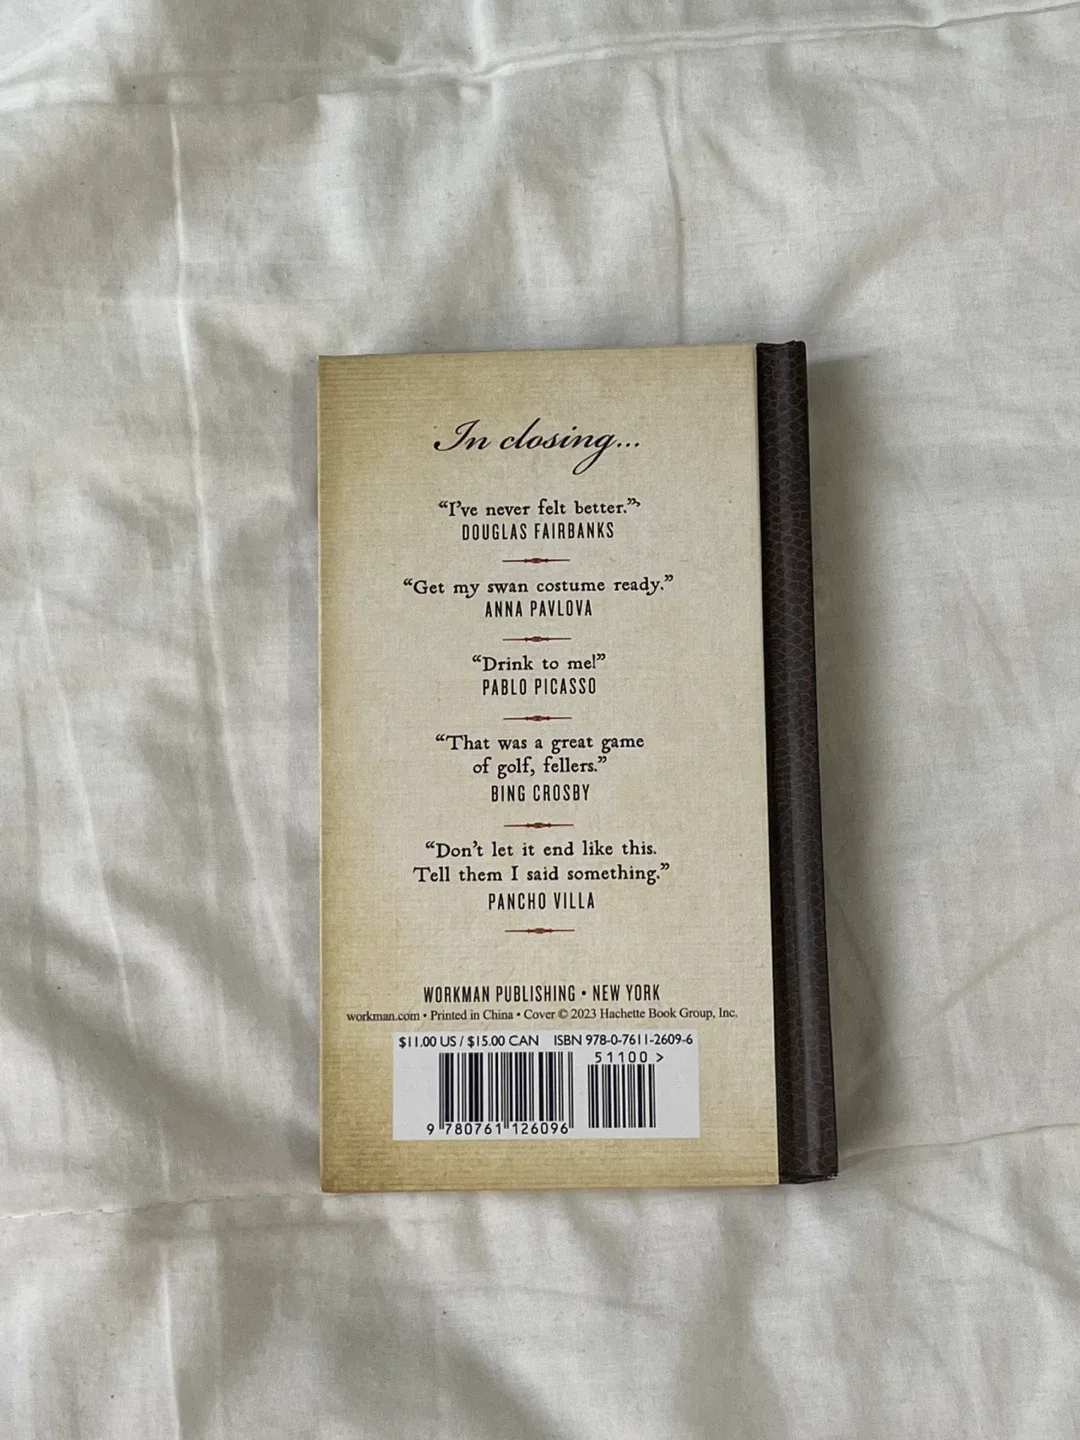 In closing...
“I’ve never felt better.”
DOUGLAS FAIRBANKS
“Get my swan costume ready.”
ANNA PAVLOVA
“Drink to me!”
PABLO PICASSO
“That was a great game
of golf, fellers.”
BING CROSBY
“Don’t let it end like this.
Tell them I said something.”
PANCHO VILLA
WORKMAN PUBLISHING • NEW YORK
workman.com • Printed in China • Cover © 2023 Hachette Book Group, Inc.
$11.00 US / $15.00 CAN ISBN 978-0-7611-2609-6
51100 >
9 780761 126096